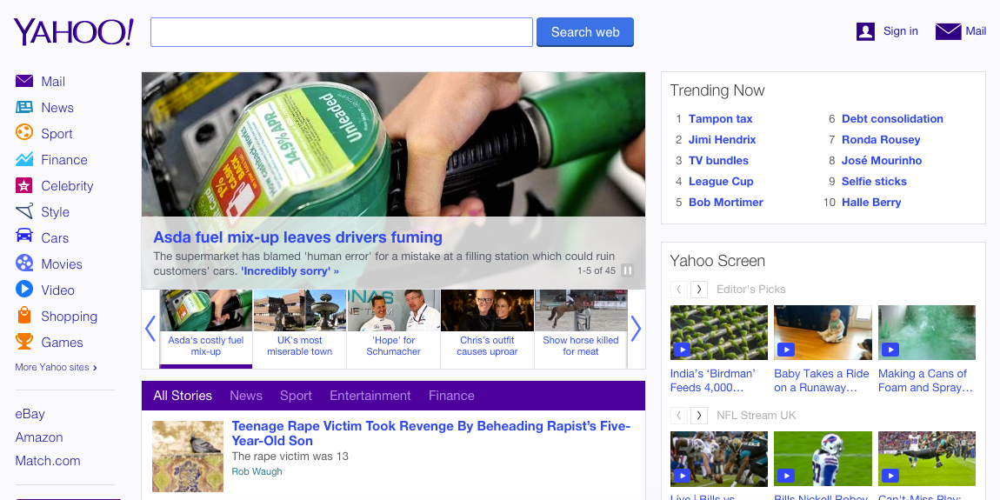 YAHOO!
Search web
Sign in
Mail
Mail
News
Sport
Finance
Celebrity
Style
Cars
Movies
Video
Shopping
Games
More Yahoo sites ›
eBay
Amazon
Match.com
Unleaded
14.9% APR
CASH BACK
Asda fuel mix-up leaves drivers fuming
The supermarket has blamed 'human error' for a mistake at a filling station which could ruin
customers' cars. 'Incredibly sorry' »
1-5 of 45
Asda's costly fuel
mix-up
UK's most
miserable town
'Hope' for
Schumacher
Chris's outfit
causes uproar
Show horse killed
for meat
All Stories News Sport Entertainment Finance
Teenage Rape Victim Took Revenge By Beheading Rapist's Five-
Year-Old Son
The rape victim was 13
Rob Waugh
Trending Now
1 Tampon tax
2 Jimi Hendrix
3 TV bundles
4 League Cup
5 Bob Mortimer
6 Debt consolidation
7 Ronda Rousey
8 José Mourinho
9 Selfie sticks
10 Halle Berry
Yahoo Screen
Editor's Picks
India's 'Birdman'
Feeds 4,000…
Baby Takes a Ride
on a Runaway…
Making a Cans of
Foam and Spray…
NFL Stream UK
Live | Bills vs
Bills Nickell Robey
Can't-Miss Play: